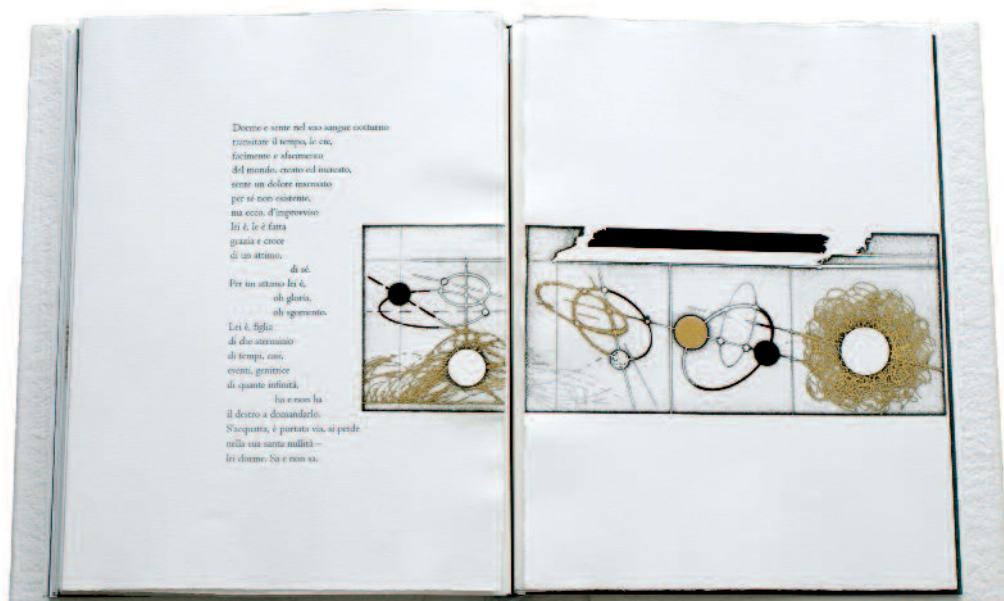 Dorme e sente nel suo sangue notturno
transitare il tempo, le ere,
facimento e sfacimento
del mondo, creato ed increato,
sente un dolore insensato
per sé non esistente,
ma ecco, d'improvviso
lei è, le è fatta
grazia e croce
di un attimo,
di sé.
Per un attimo lei è,
oh gloria,
oh sgomento.
Lei è, figlia
di che sterminio
di tempi, casi,
eventi, genitrice
di quante infinità,
ha e non ha
il destro a domandarlo.
S'acquatta, è portata via, si perde
nella sua santa nullità –
lei dorme. Sa e non sa.